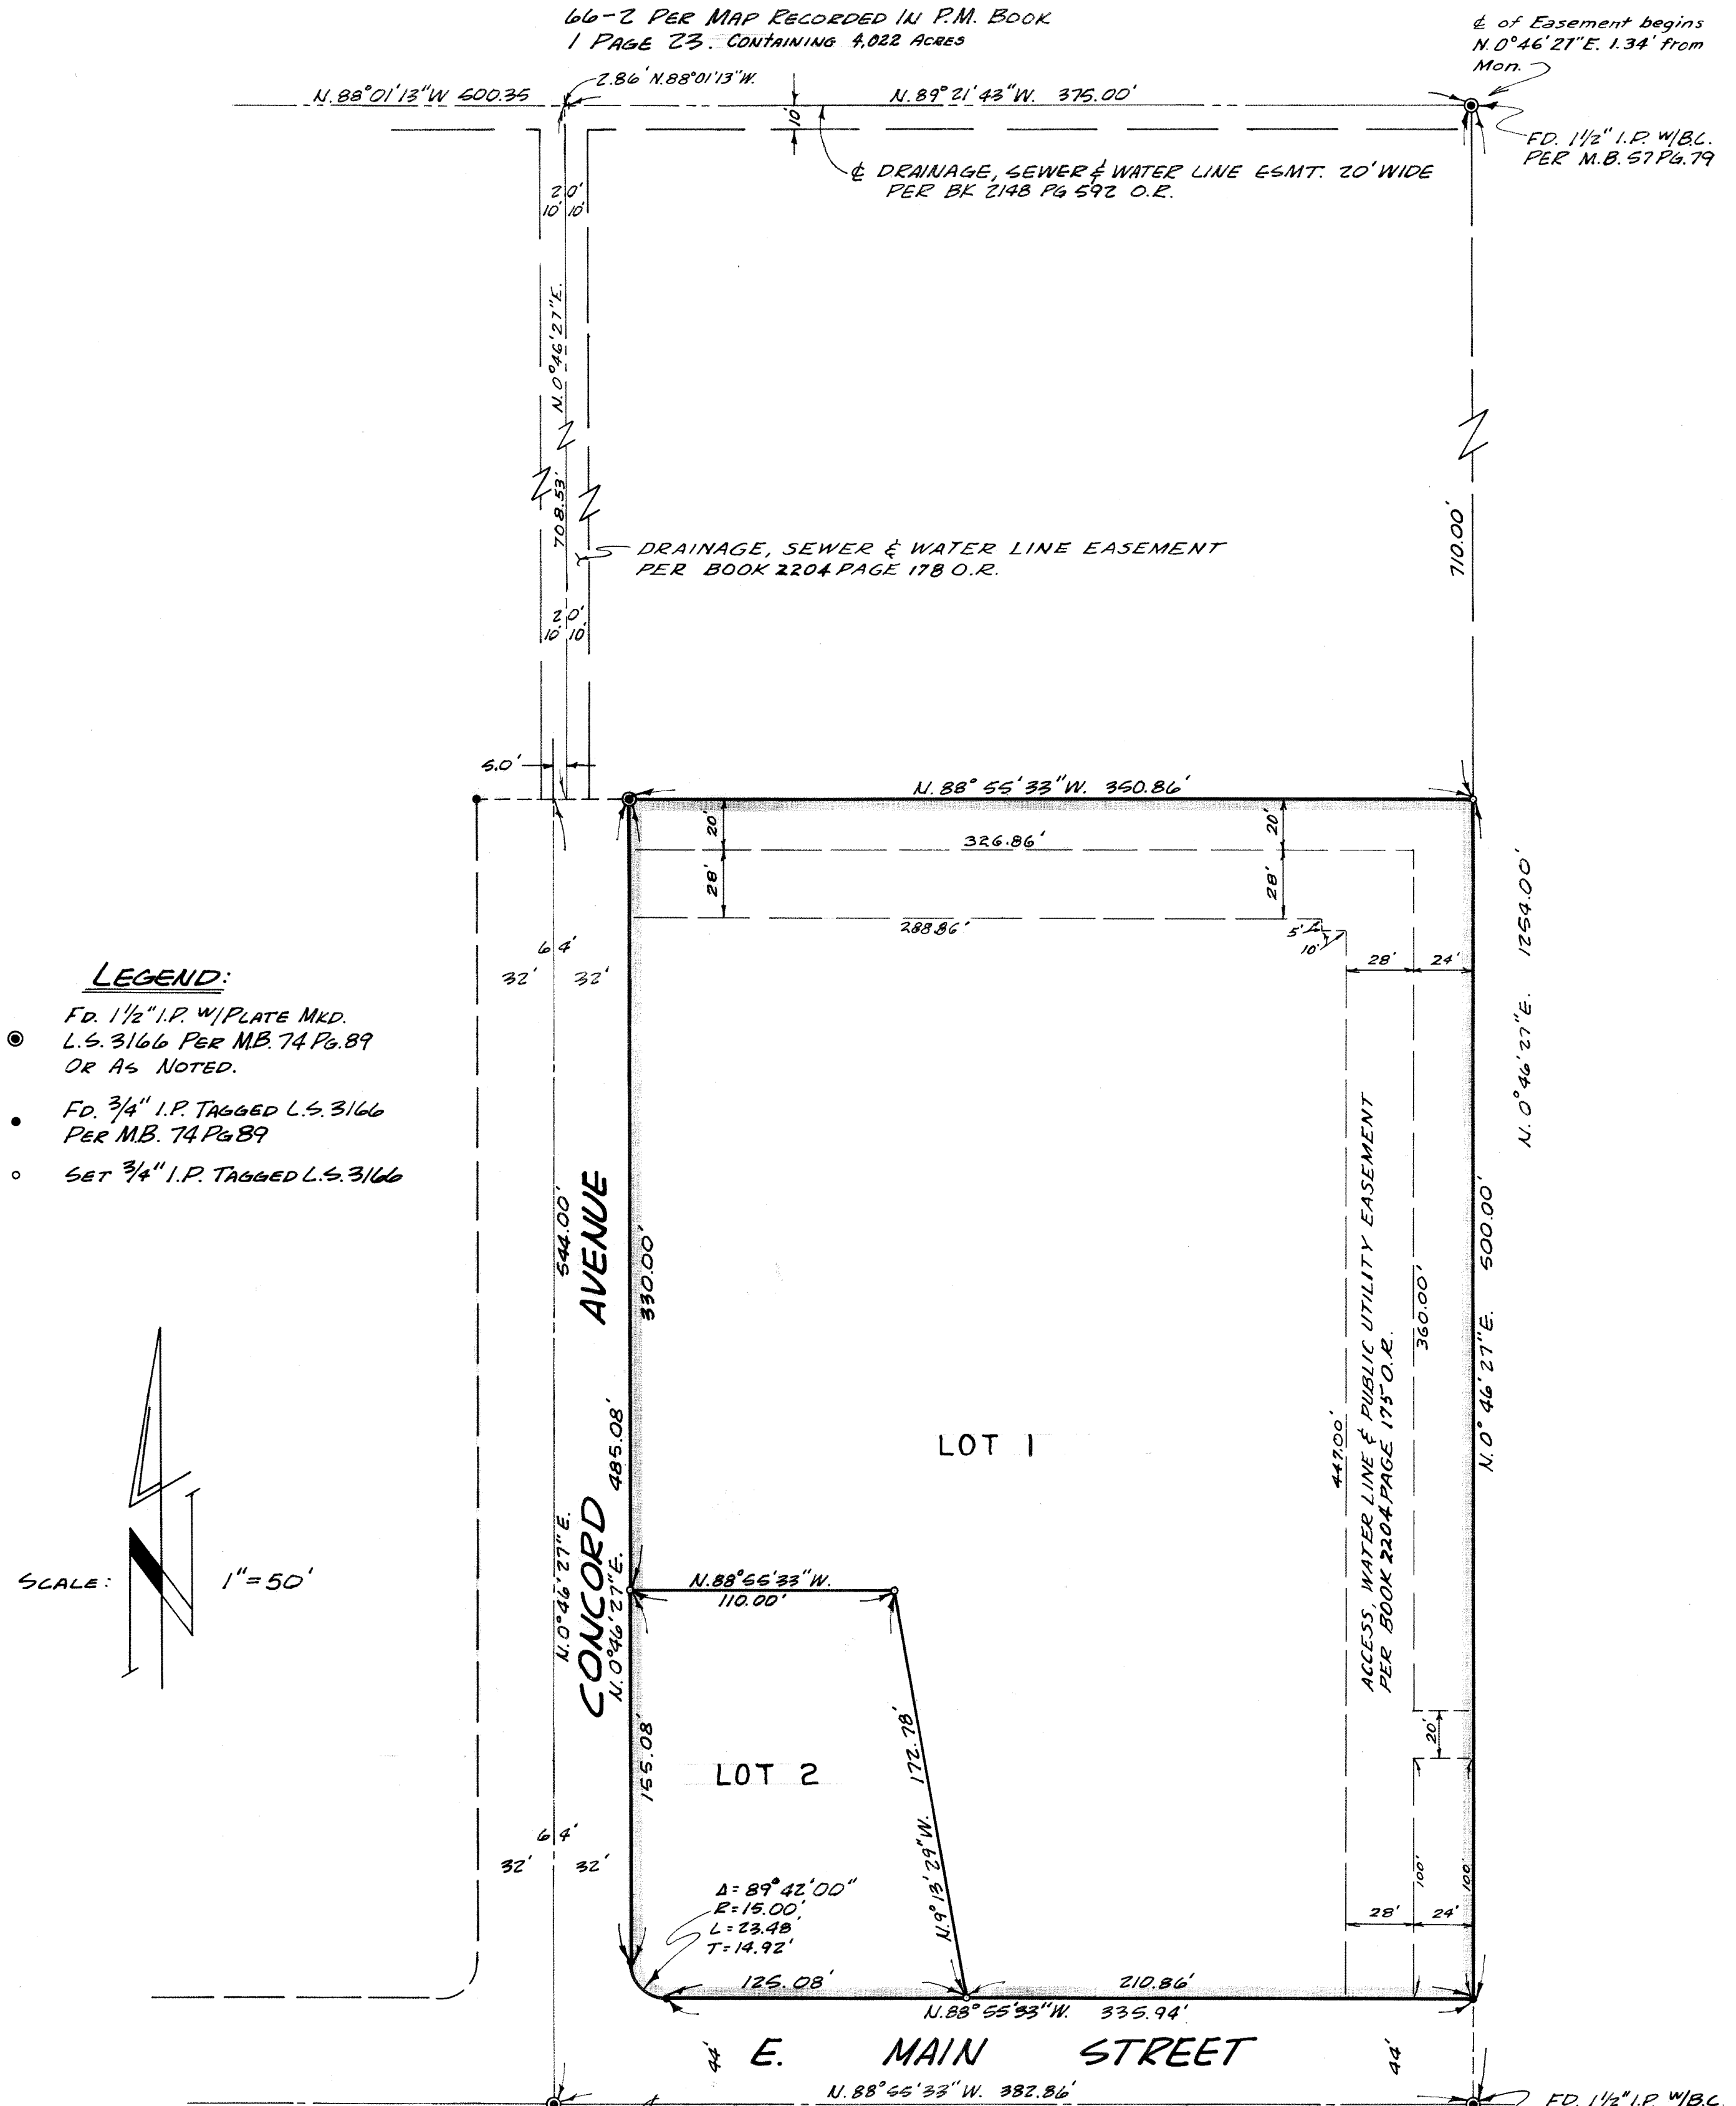 66-2 PER MAP RECORDED IN P.M. BOOK
1 PAGE 23. CONTAINING 4.022 ACRES
℄ of Easement begins
N.0°46'27"E. 1.34' from
Mon.
2.86' N.88°01'13"W.
N.88°01'13"W 600.35
N.89°21'43"W. 375.00'
10'
FD. 1 1/2" I.P. W/B.C.
PER M.B. 57 PG. 79
℄ DRAINAGE, SEWER & WATER LINE ESMT. 20' WIDE
PER BK 2148 PG 592 O.R.
20'
10' 10'
N.0°46'27"E.
708.53'
710.00'
DRAINAGE, SEWER & WATER LINE EASEMENT
PER BOOK 2204 PAGE 178 O.R.
20'
10' 10'
5.0'
N.88°55'33"W. 350.86'
20'
20'
326.86'
28'
28'
288.86'
5'
10'
28' 24'
N.0°46'27"E. 1254.00'
64'
32' 32'
LEGEND:
FD. 1 1/2" I.P. W/PLATE MKD.
L.S. 3166 PER M.B. 74 PG. 89
OR AS NOTED.
FD. 3/4" I.P. TAGGED L.S. 3166
PER M.B. 74 PG 89
SET 3/4" I.P. TAGGED L.S. 3166
544.00'
N.0°46'27"E.
CONCORD AVENUE
N.0°46'27"E. 485.08'
330.00'
ACCESS, WATER LINE & PUBLIC UTILITY EASEMENT
PER BOOK 2204 PAGE 175 O.R.
360.00'
N.0°46'27"E. 500.00'
447.00'
LOT 1
SCALE: 1"=50'
N
N.88°55'33"W.
110.00'
155.08'
LOT 2
N.9°13'29"W. 172.78'
20'
64'
32' 32'
Δ=89°42'00"
R=15.00'
L=23.48'
T=14.92'
100'
100'
28' 24'
125.08'
210.86'
N.88°55'33"W. 335.94'
44'
E. MAIN STREET
44'
N.88°55'33"W. 382.86'
FD. 1 1/2" I.P. W/B.C.